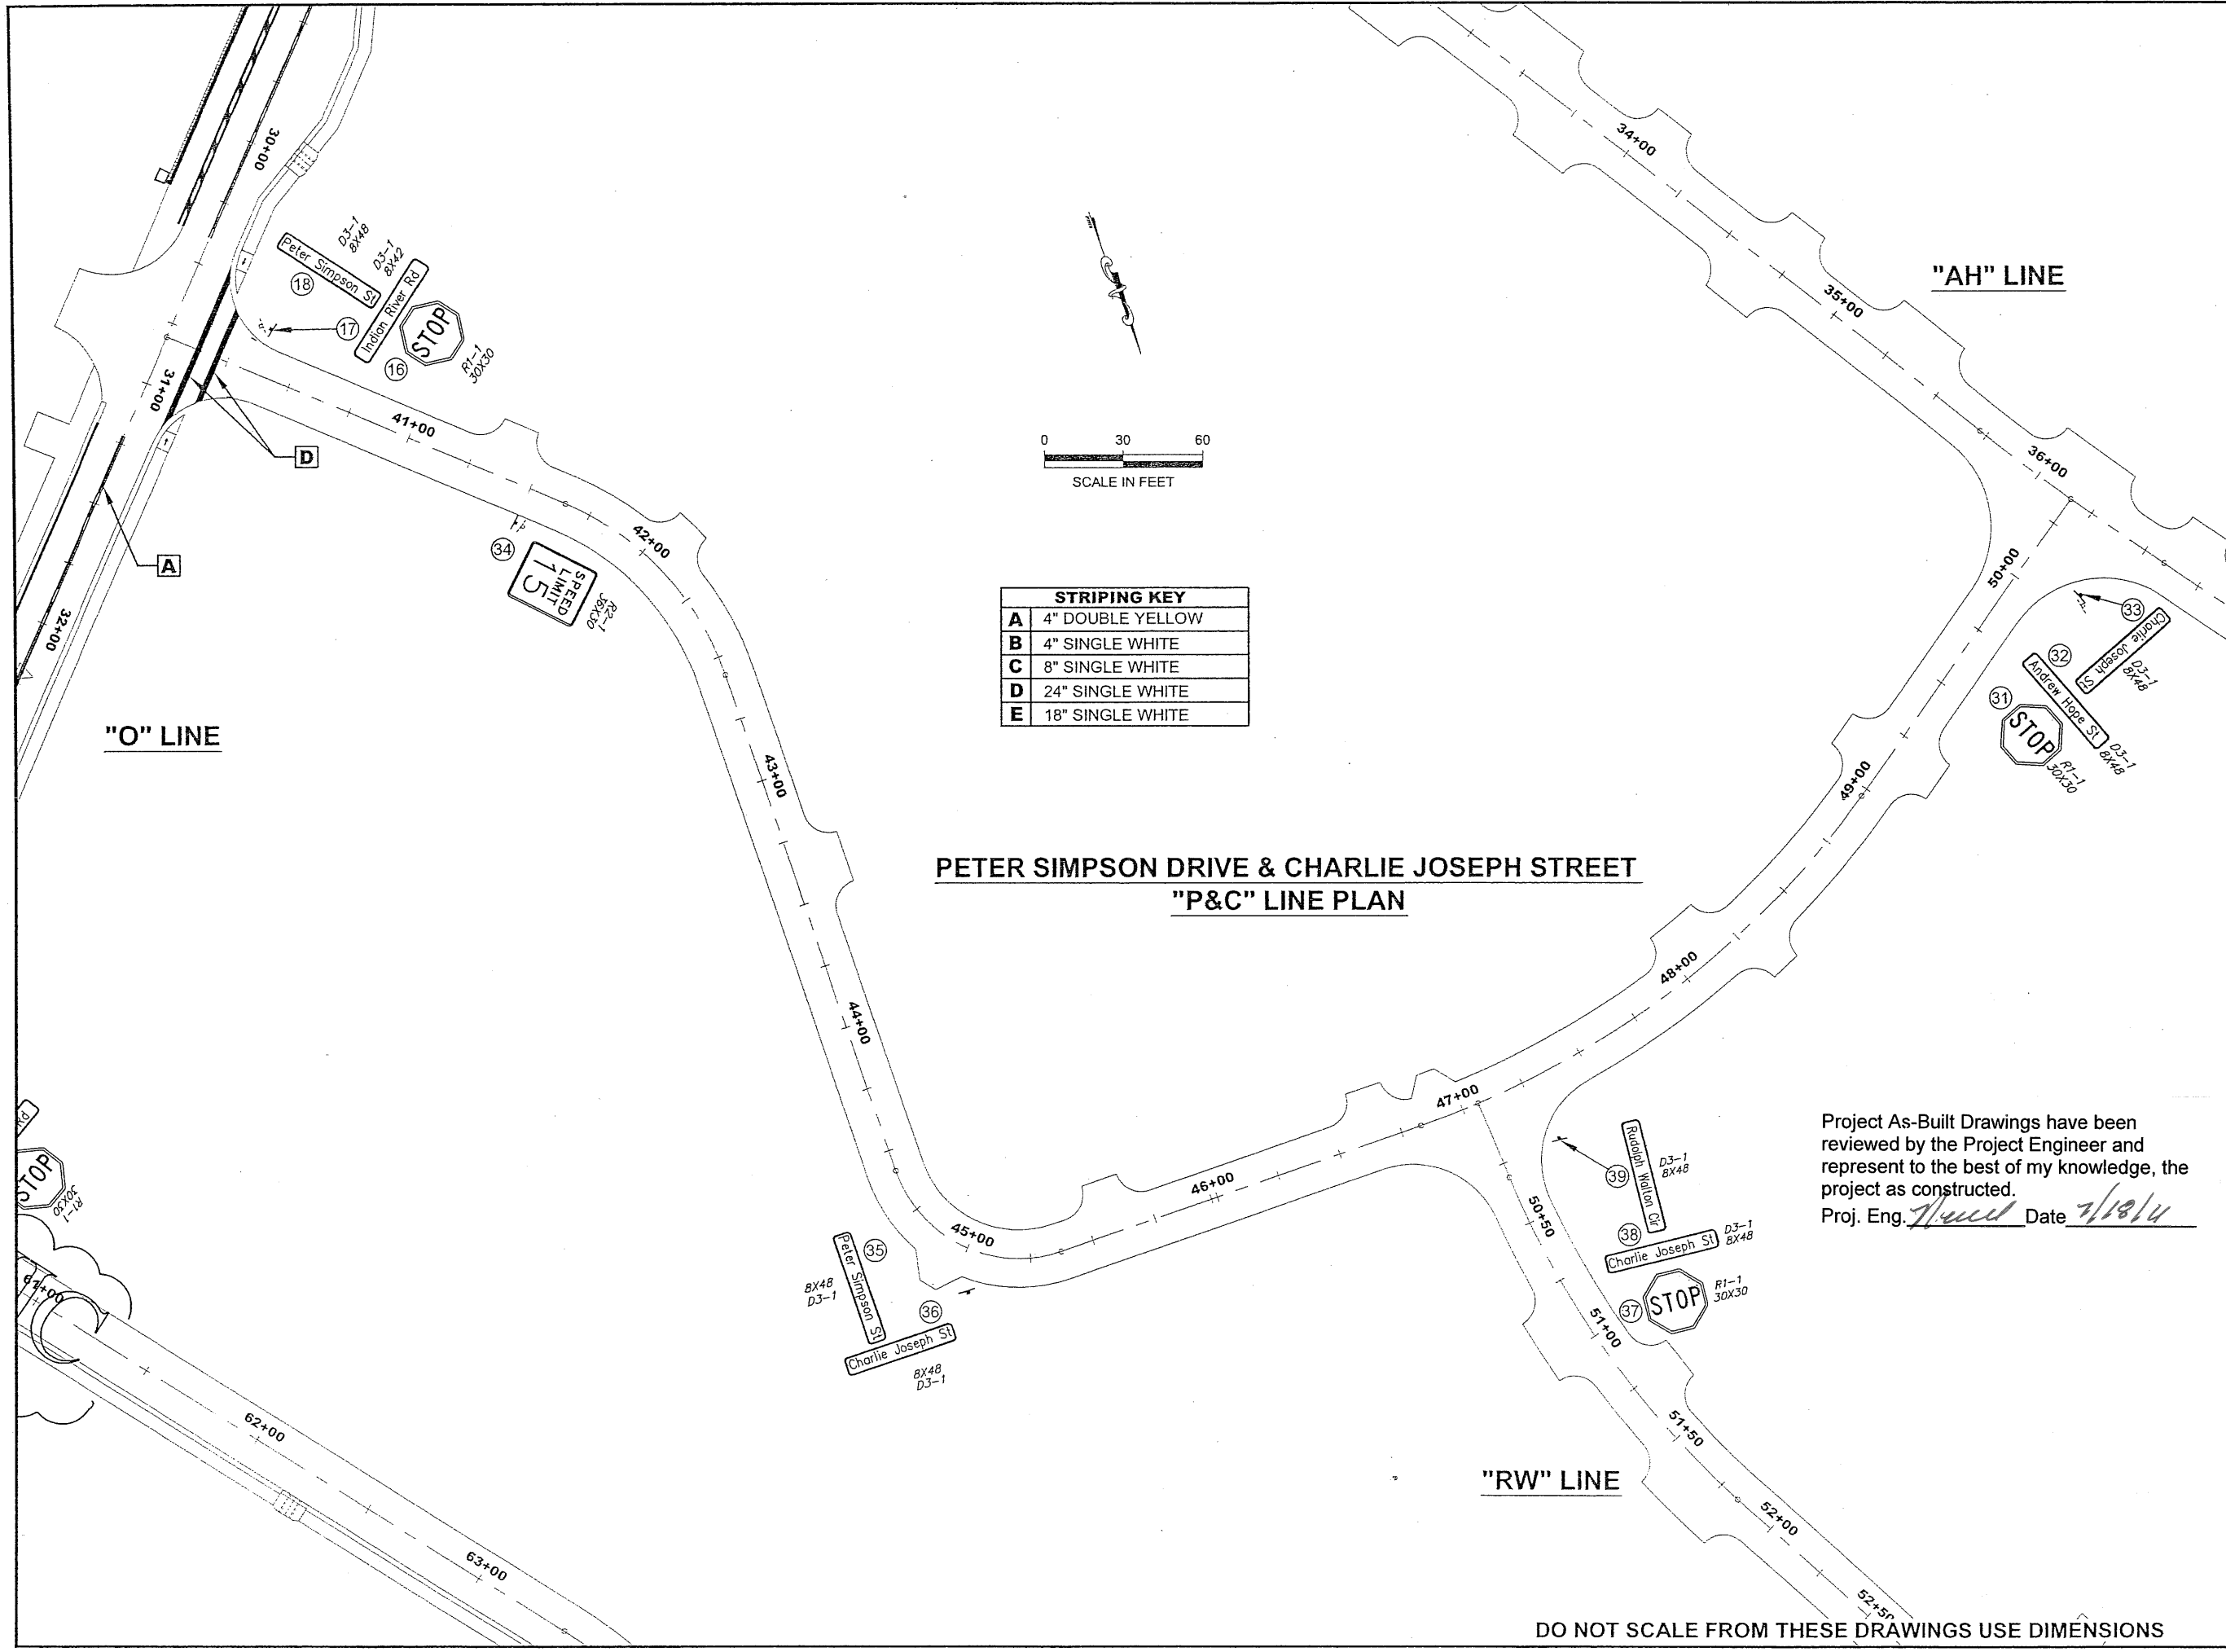 30+00
34+00
Peter Simpson St
D3-1
8X48
18
D3-1
8X42
Indian River Rd
17
STOP
16
R1-1
30X30
"AH" LINE
35+00
31+00
41+00
D
0 30 60
SCALE IN FEET
36+00
42+00
34
SPEED
LIMIT
15
R2-1
36X30
A
32+00
50+00
STRIPING KEY
A 4" DOUBLE YELLOW
B 4" SINGLE WHITE
C 8" SINGLE WHITE
D 24" SINGLE WHITE
E 18" SINGLE WHITE
33
Charlie Joseph St
D3-1
8X48
32
Andrew Hope St
D3-1
8X48
31
STOP
R1-1
30X30
"O" LINE
43+00
49+00
PETER SIMPSON DRIVE & CHARLIE JOSEPH STREET
"P&C" LINE PLAN
48+00
44+00
47+00
Rd
STOP
R1-1
30X30
Rudolph Walton Cir
D3-1
8X48
39
Project As-Built Drawings have been
reviewed by the Project Engineer and
represent to the best of my knowledge, the
project as constructed.
Proj. Eng. Date
46+00
50+50
45+00
38
Charlie Joseph St
D3-1
8X48
35
Peter Simpson St
8X48
D3-1
36
Charlie Joseph St
8X48
D3-1
37
STOP
R1-1
30X30
61+00
51+00
62+00
51+50
"RW" LINE
52+00
63+00
52+50
DO NOT SCALE FROM THESE DRAWINGS USE DIMENSIONS